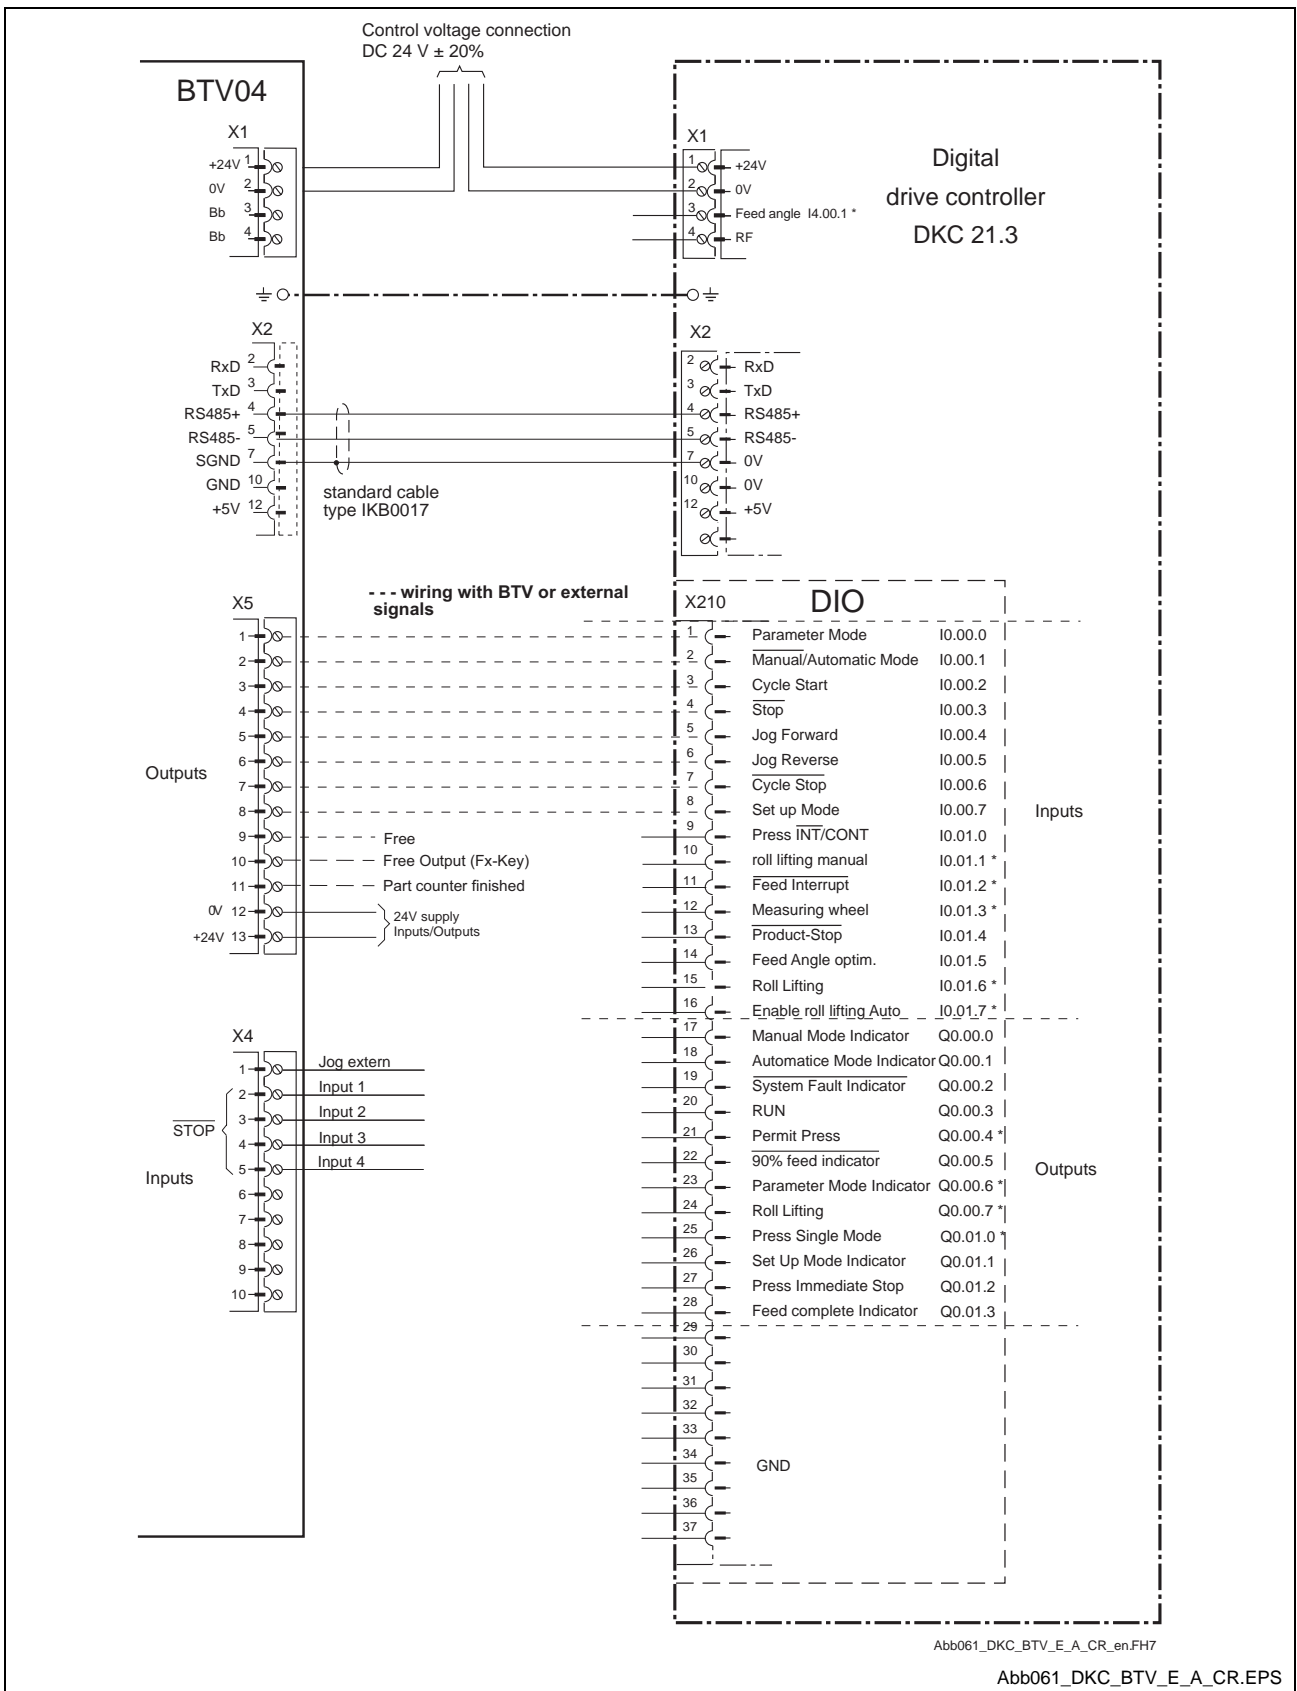 Control voltage connection
DC 24 V ± 20%
BTV04
X1
+24V 1
0V 2
Bb 3
Bb 4
X1
1 +24V
2 0V
3 Feed angle I4.00.1 *
4 RF
Digital
drive controller
DKC 21.3
X2
RxD 2
TxD 3
RS485+ 4
RS485- 5
SGND 7
GND 10
+5V 12
standard cable
type IKB0017
X2
2 RxD
3 TxD
4 RS485+
5 RS485-
7 0V
10 0V
12 +5V
- - - wiring with BTV or external
signals
X5
1
2
3
4
5
6
7
8
9 Free
10 Free Output (Fx-Key)
11 Part counter finished
0V 12
+24V 13
24V supply
Inputs/Outputs
Outputs
X4
1 Jog extern
2 Input 1
3 Input 2
4 Input 3
5 Input 4
6
7
8
9
10
STOP
Inputs
X210 DIO
1 Parameter Mode I0.00.0
2 Manual/Automatic Mode I0.00.1
3 Cycle Start I0.00.2
4 Stop I0.00.3
5 Jog Forward I0.00.4
6 Jog Reverse I0.00.5
7 Cycle Stop I0.00.6
8 Set up Mode I0.00.7
9 Press INT/CONT I0.01.0
10 roll lifting manual I0.01.1 *
11 Feed Interrupt I0.01.2 *
12 Measuring wheel I0.01.3 *
13 Product-Stop I0.01.4
14 Feed Angle optim. I0.01.5
15 Roll Lifting I0.01.6 *
16 Enable roll lifting Auto I0.01.7 *
Inputs
17 Manual Mode Indicator Q0.00.0
18 Automatice Mode Indicator Q0.00.1
19 System Fault Indicator Q0.00.2
20 RUN Q0.00.3
21 Permit Press Q0.00.4 *
22 90% feed indicator Q0.00.5
23 Parameter Mode Indicator Q0.00.6 *
24 Roll Lifting Q0.00.7 *
25 Press Single Mode Q0.01.0 *
26 Set Up Mode Indicator Q0.01.1
27 Press Immediate Stop Q0.01.2
28 Feed complete Indicator Q0.01.3
Outputs
29
30
31
32
33
34 GND
35
36
37
Abb061_DKC_BTV_E_A_CR_en.FH7
Abb061_DKC_BTV_E_A_CR.EPS